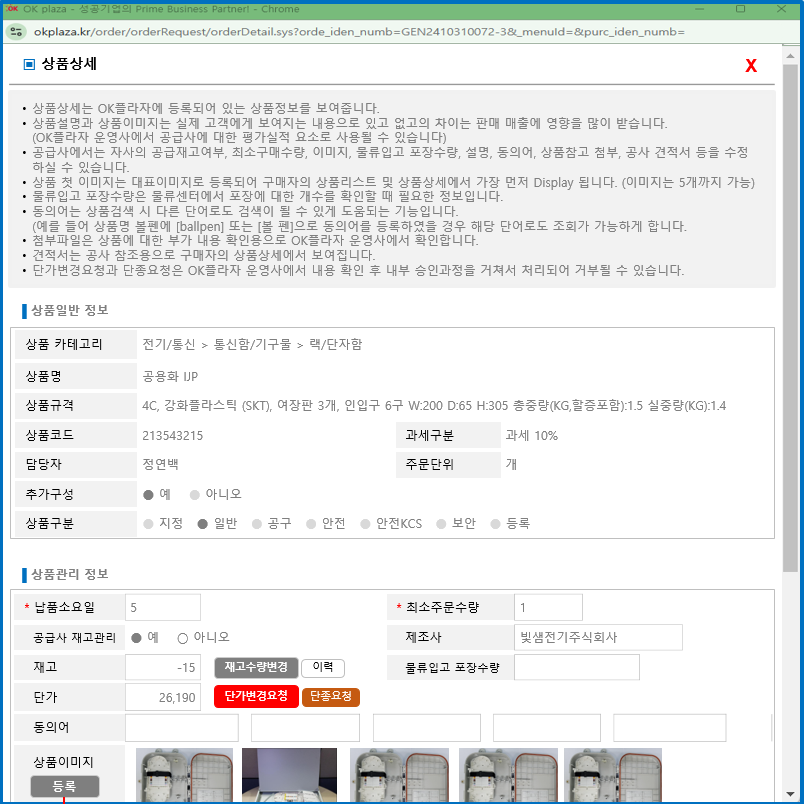 OK plaza - 성공기업의 Prime Business Partner! - Chrome
okplaza.kr/order/orderRequest/orderDetail.sys?orde_iden_numb=GEN2410310072-3&_menuId=&purc_iden_numb=
상품상세 X
• 상품상세는 OK플라자에 등록되어 있는 상품정보를 보여줍니다.
• 상품설명과 상품이미지는 실제 고객에게 보여지는 내용으로 있고 없고의 차이는 판매 매출에 영향을 많이 받습니다.
(OK플라자 운영사에서 공급사에 대한 평가실적 요소로 사용될 수 있습니다)
• 공급사에서는 자사의 공급재고여부, 최소구매수량, 이미지, 물류입고 포장수량, 설명, 동의어, 상품참고 첨부, 공사 견적서 등을 수정
하실 수 있습니다.
• 상품 첫 이미지는 대표이미지로 등록되어 구매자의 상품리스트 및 상품상세에서 가장 먼저 Display 됩니다. (이미지는 5개까지 가능)
• 물류입고 포장수량은 물류센터에서 포장에 대한 개수를 확인할 때 필요한 정보입니다.
• 동의어는 상품검색 시 다른 단어로도 검색이 될 수 있게 도움되는 기능입니다.
(예를 들어 상품명 볼펜에 [ballpen] 또는 [볼 펜]으로 동의어를 등록하였을 경우 해당 단어로도 조회가 가능하게 합니다.
• 첨부파일은 상품에 대한 부가 내용 확인용으로 OK플라자 운영사에서 확인합니다.
• 견적서는 공사 참조용으로 구매자의 상품상세에서 보여집니다.
• 단가변경요청과 단종요청은 OK플라자 운영사에서 내용 확인 후 내부 승인과정을 거쳐서 처리되어 거부될 수 있습니다.
상품일반 정보
상품 카테고리 전기/통신 > 통신함/기구물 > 랙/단자함
상품명 공용화 IJP
상품규격 4C, 강화플라스틱 (SKT), 여장판 3개, 인입구 6구 W:200 D:65 H:305 총중량(KG,할증포함):1.5 실중량(KG):1.4
상품코드 213543215 과세구분 과세 10%
담당자 정연백 주문단위 개
추가구성 예 아니오
상품구분 지정 일반 공구 안전 안전KCS 보안 등록
상품관리 정보
* 납품소요일 5 * 최소주문수량 1
공급사 재고관리 예 아니오 제조사 빛샘전기주식회사
재고 -15 재고수량변경 이력 물류입고 포장수량
단가 26,190 단가변경요청 단종요청
동의어
상품이미지
등록